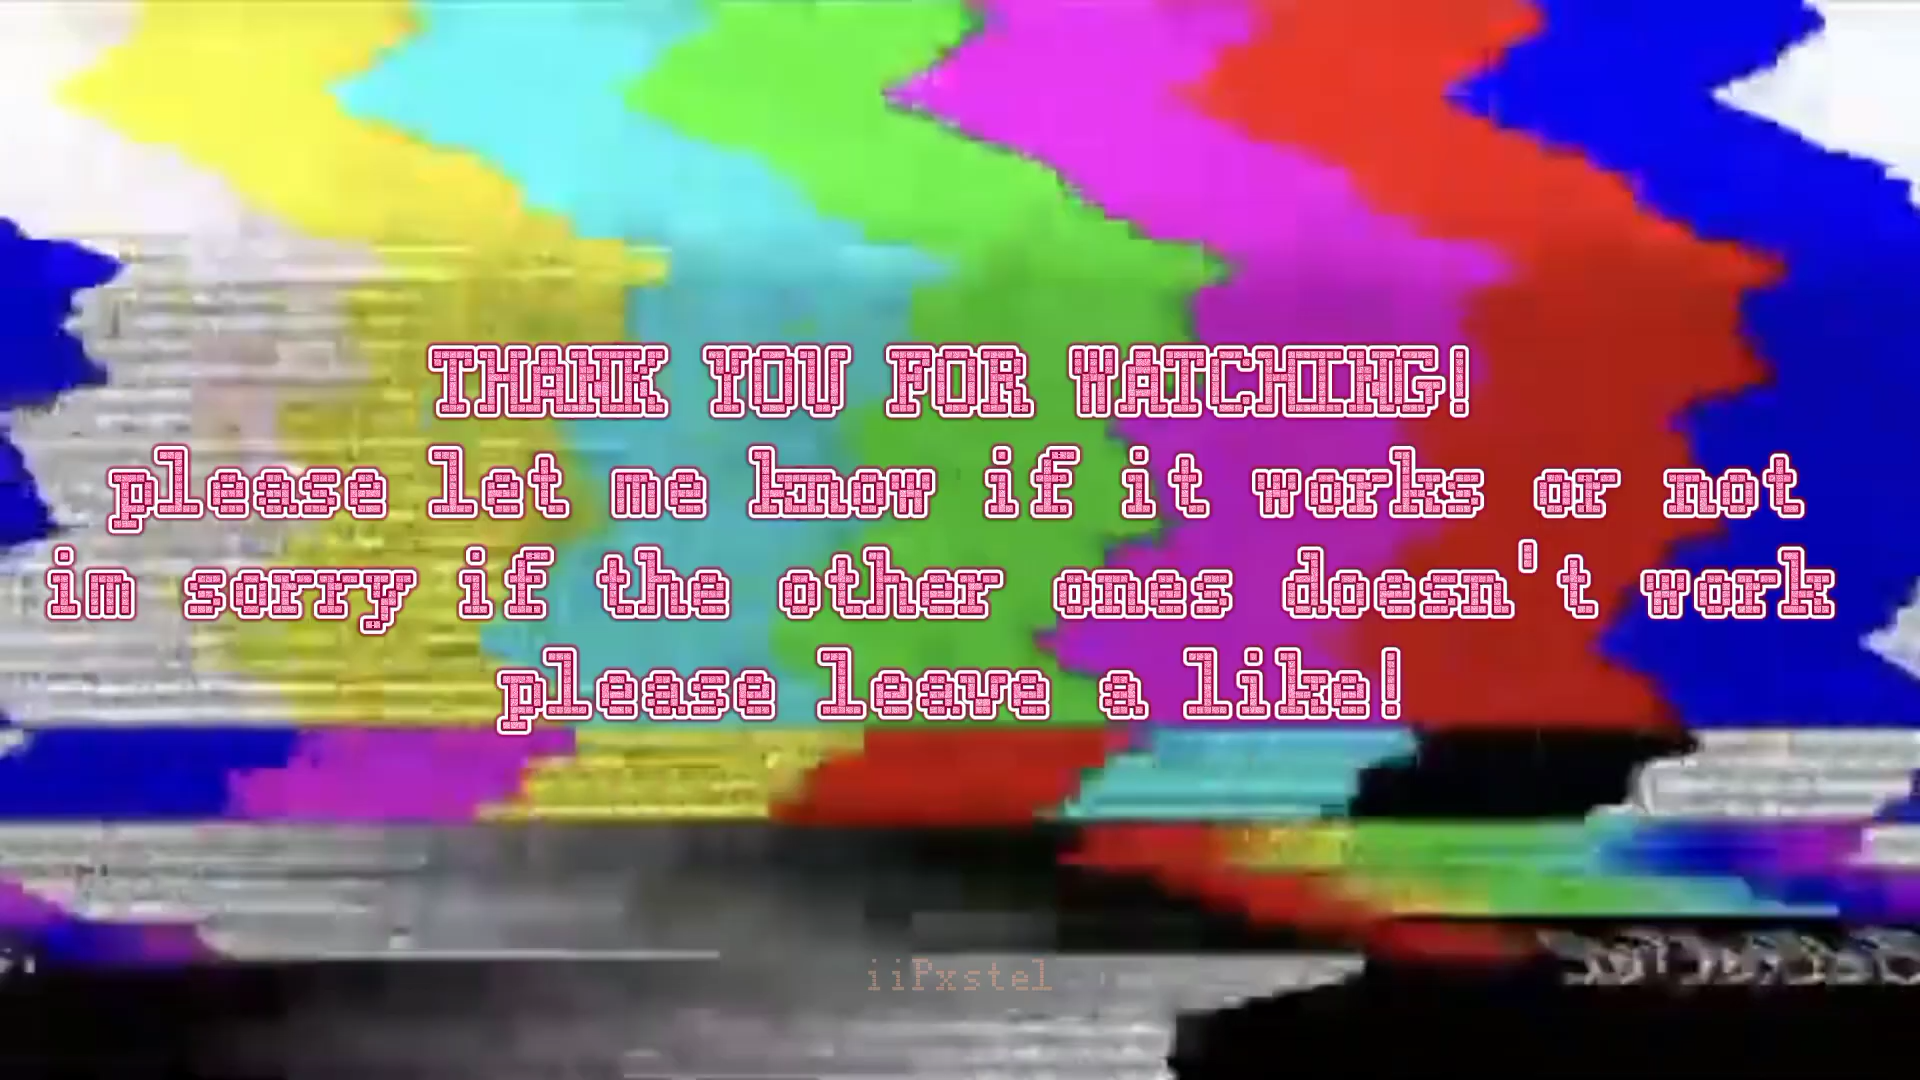 THANK YOU FOR WATCHING!
please let me know if it works or not
im sorry if the other ones doesn't work
please leave a like!
iiPxstel